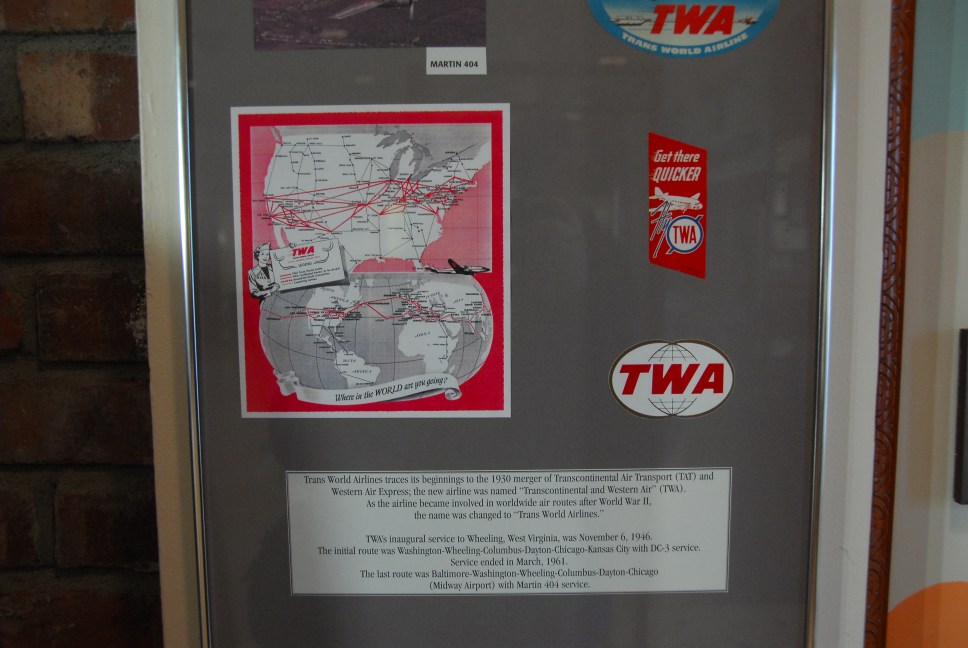 TWA
TRANS WORLD AIRLINE
MARTIN 404
Get there
QUICKER
Fly
TWA
TWA
Where in the WORLD are you going?
TWA
Trans World Airlines traces its beginnings to the 1930 merger of Transcontinental Air Transport (TAT) and
Western Air Express; the new airline was named "Transcontinental and Western Air" (TWA).
As the airline became involved in worldwide air routes after World War II,
the name was changed to "Trans World Airlines."
TWA's inaugural service to Wheeling, West Virginia, was November 6, 1946.
The initial route was Washington-Wheeling-Columbus-Dayton-Chicago-Kansas City with DC-3 service.
Service ended in March, 1961.
The last route was Baltimore-Washington-Wheeling-Columbus-Dayton-Chicago
(Midway Airport) with Martin 404 service.